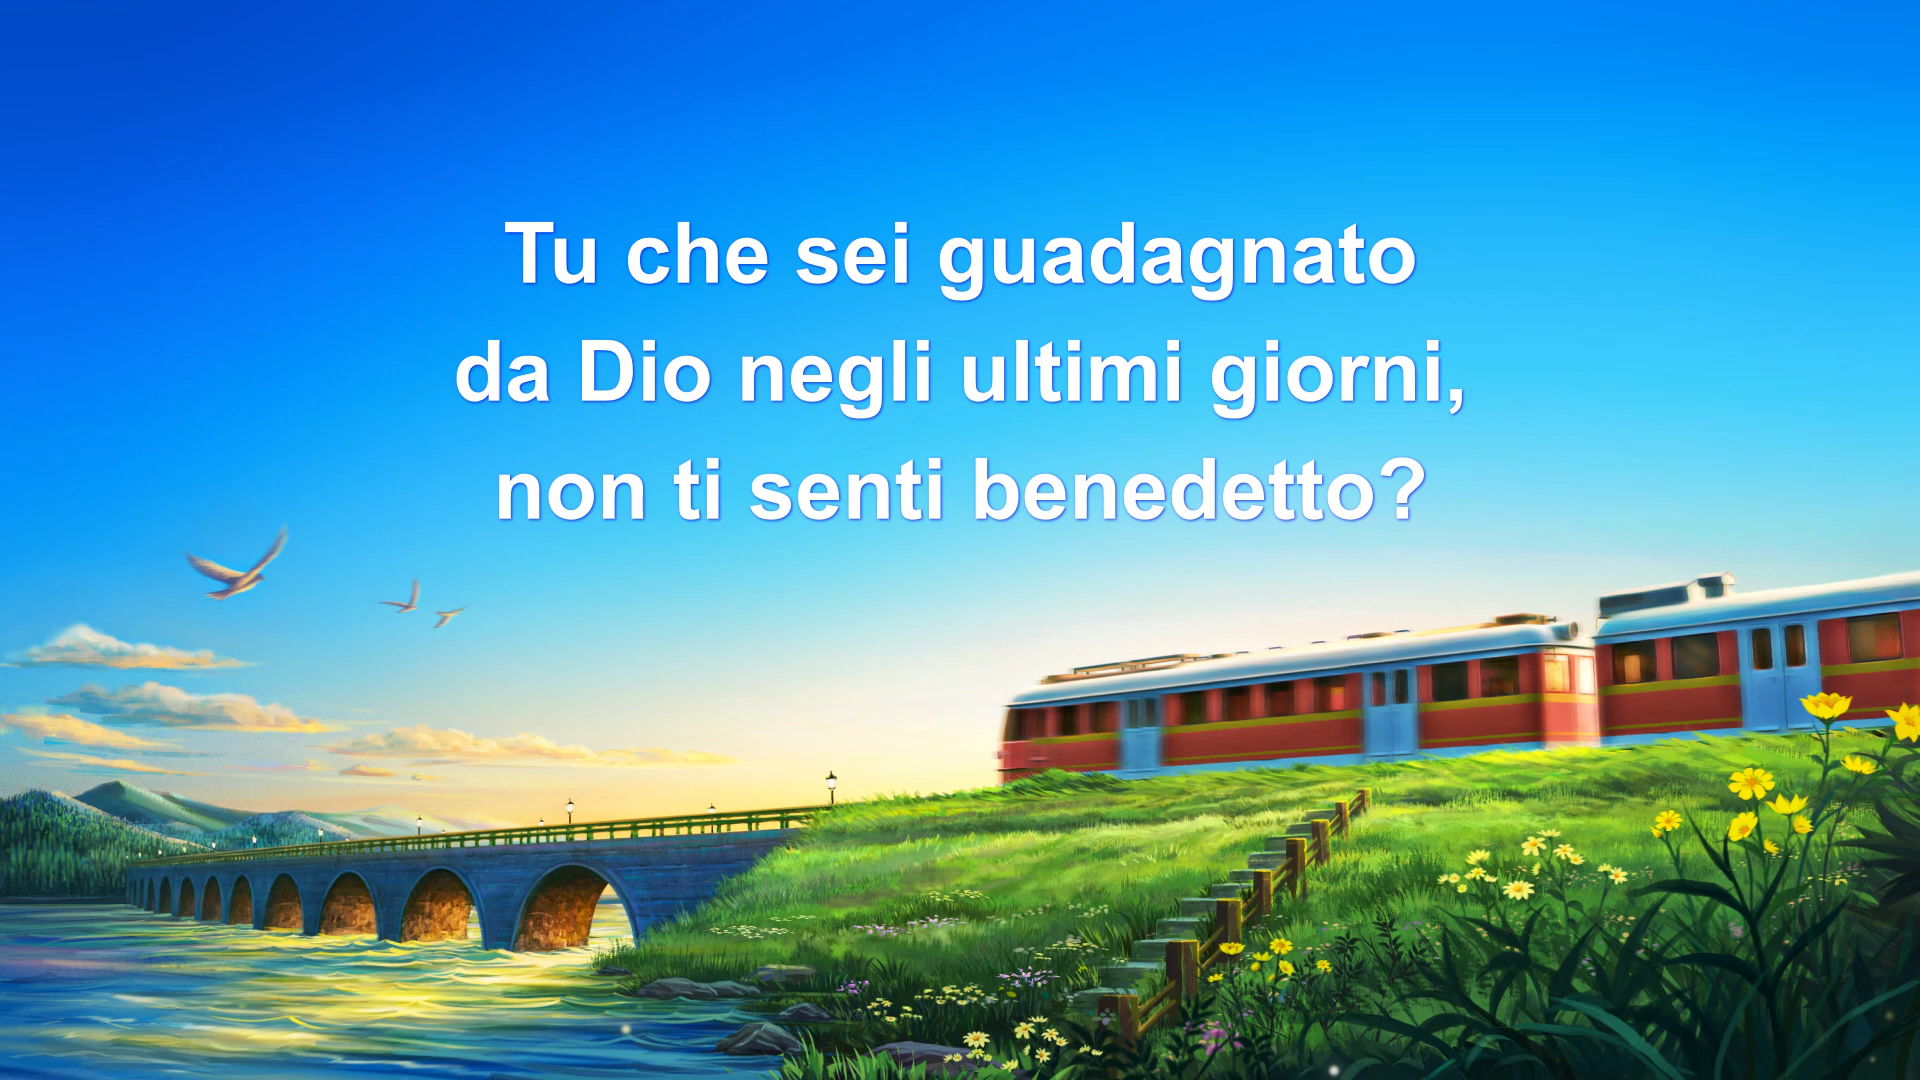 Tu che sei guadagnato
da Dio negli ultimi giorni,
non ti senti benedetto?